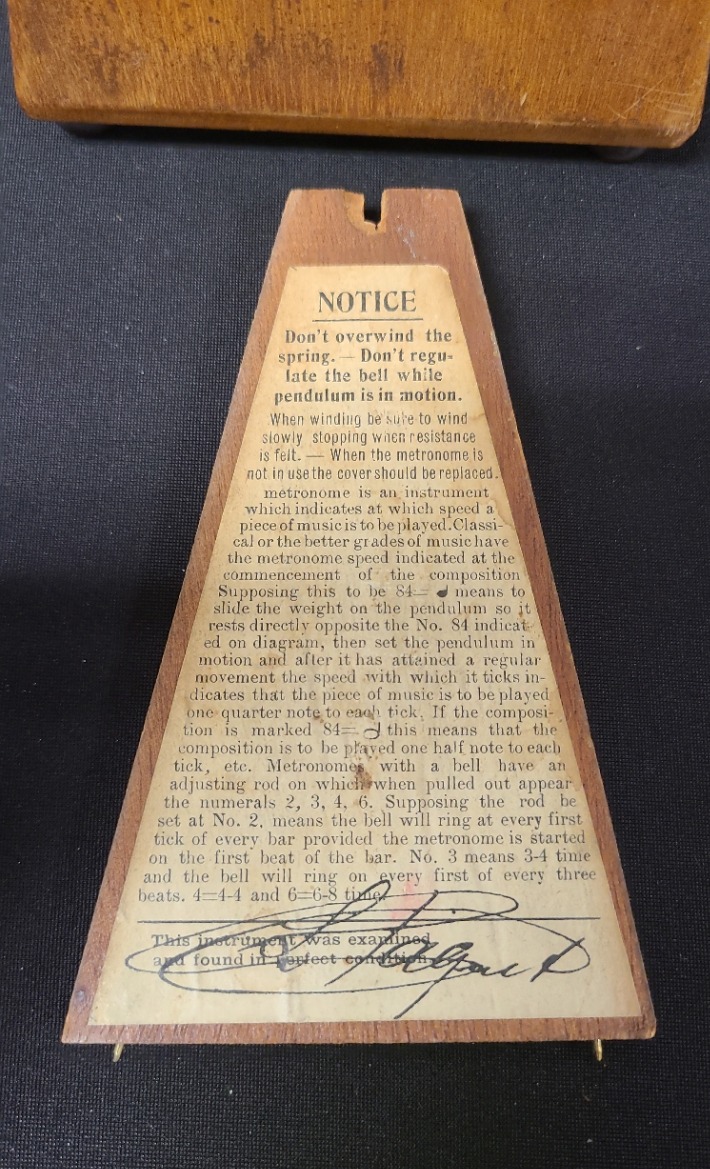 NOTICE
Don't overwind the
spring. — Don't regu-
late the bell while
pendulum is in motion.
When winding be sure to wind
slowly stopping when resistance
is felt. — When the metronome is
not in use the cover should be replaced.
metronome is an instrument
which indicates at which speed a
piece of music is to be played. Classi-
cal or the better grades of music have
the metronome speed indicated at the
commencement of the composition
Supposing this to be 84= ♩ means to
slide the weight on the pendulum so it
rests directly opposite the No. 84 indicat
ed on diagram, then set the pendulum in
motion and after it has attained a regular
movement the speed with which it ticks in-
dicates that the piece of music is to be played
one quarter note to each tick. If the composi-
tion is marked 84= 𝅗𝅥 this means that the
composition is to be played one half note to each
tick, etc. Metronomes with a bell have an
adjusting rod on which when pulled out appear
the numerals 2, 3, 4, 6. Supposing the rod be
set at No. 2, means the bell will ring at every first
tick of every bar provided the metronome is started
on the first beat of the bar. No. 3 means 3-4 time
and the bell will ring on every first of every three
beats. 4=4-4 and 6=6-8 time.
This instrument was examined
and found in perfect condition.